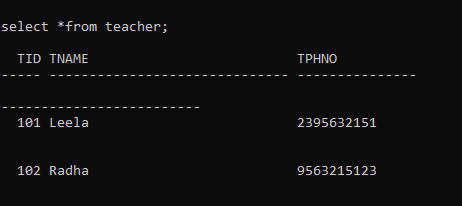 select *from teacher;
TID TNAME TPHNO
----- ------------------------------ ---------------
-------------------------
101 Leela 2395632151
102 Radha 9563215123